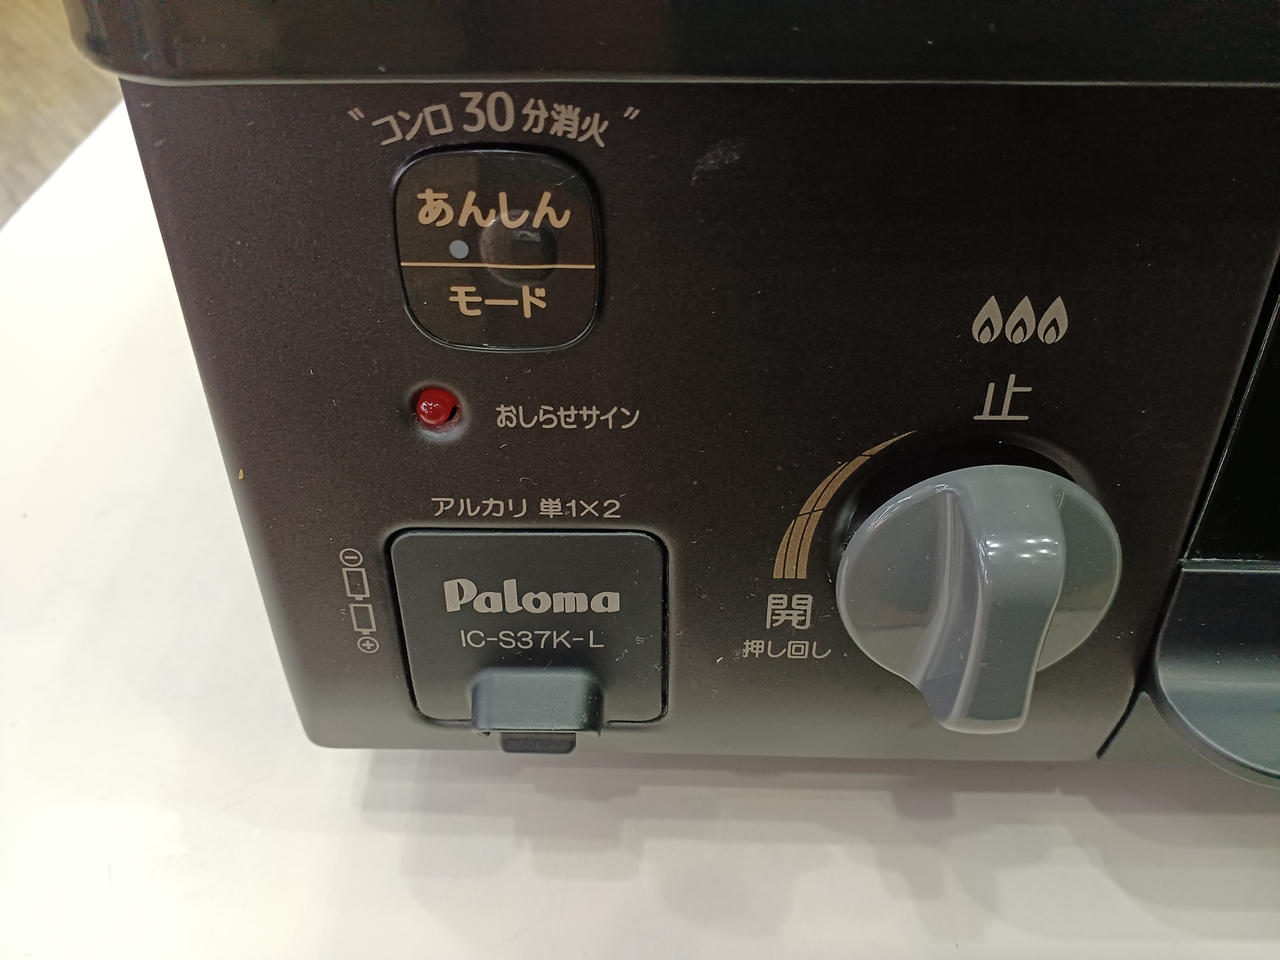 "コンロ30分消火"
あんしん
モード
おしらせサイン
アルカリ 単1×2
Paloma
IC-S37K-L
止
開
押し回し